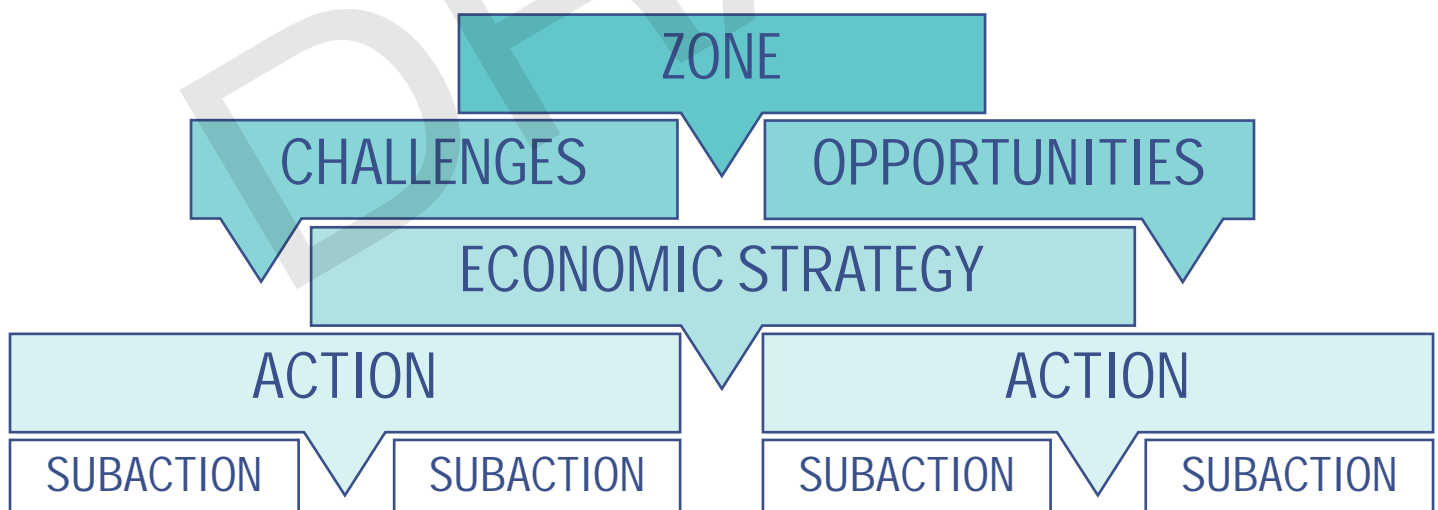 ZONE
CHALLENGES OPPORTUNITIES
ECONOMIC STRATEGY
ACTION ACTION
SUBACTION SUBACTION SUBACTION SUBACTION